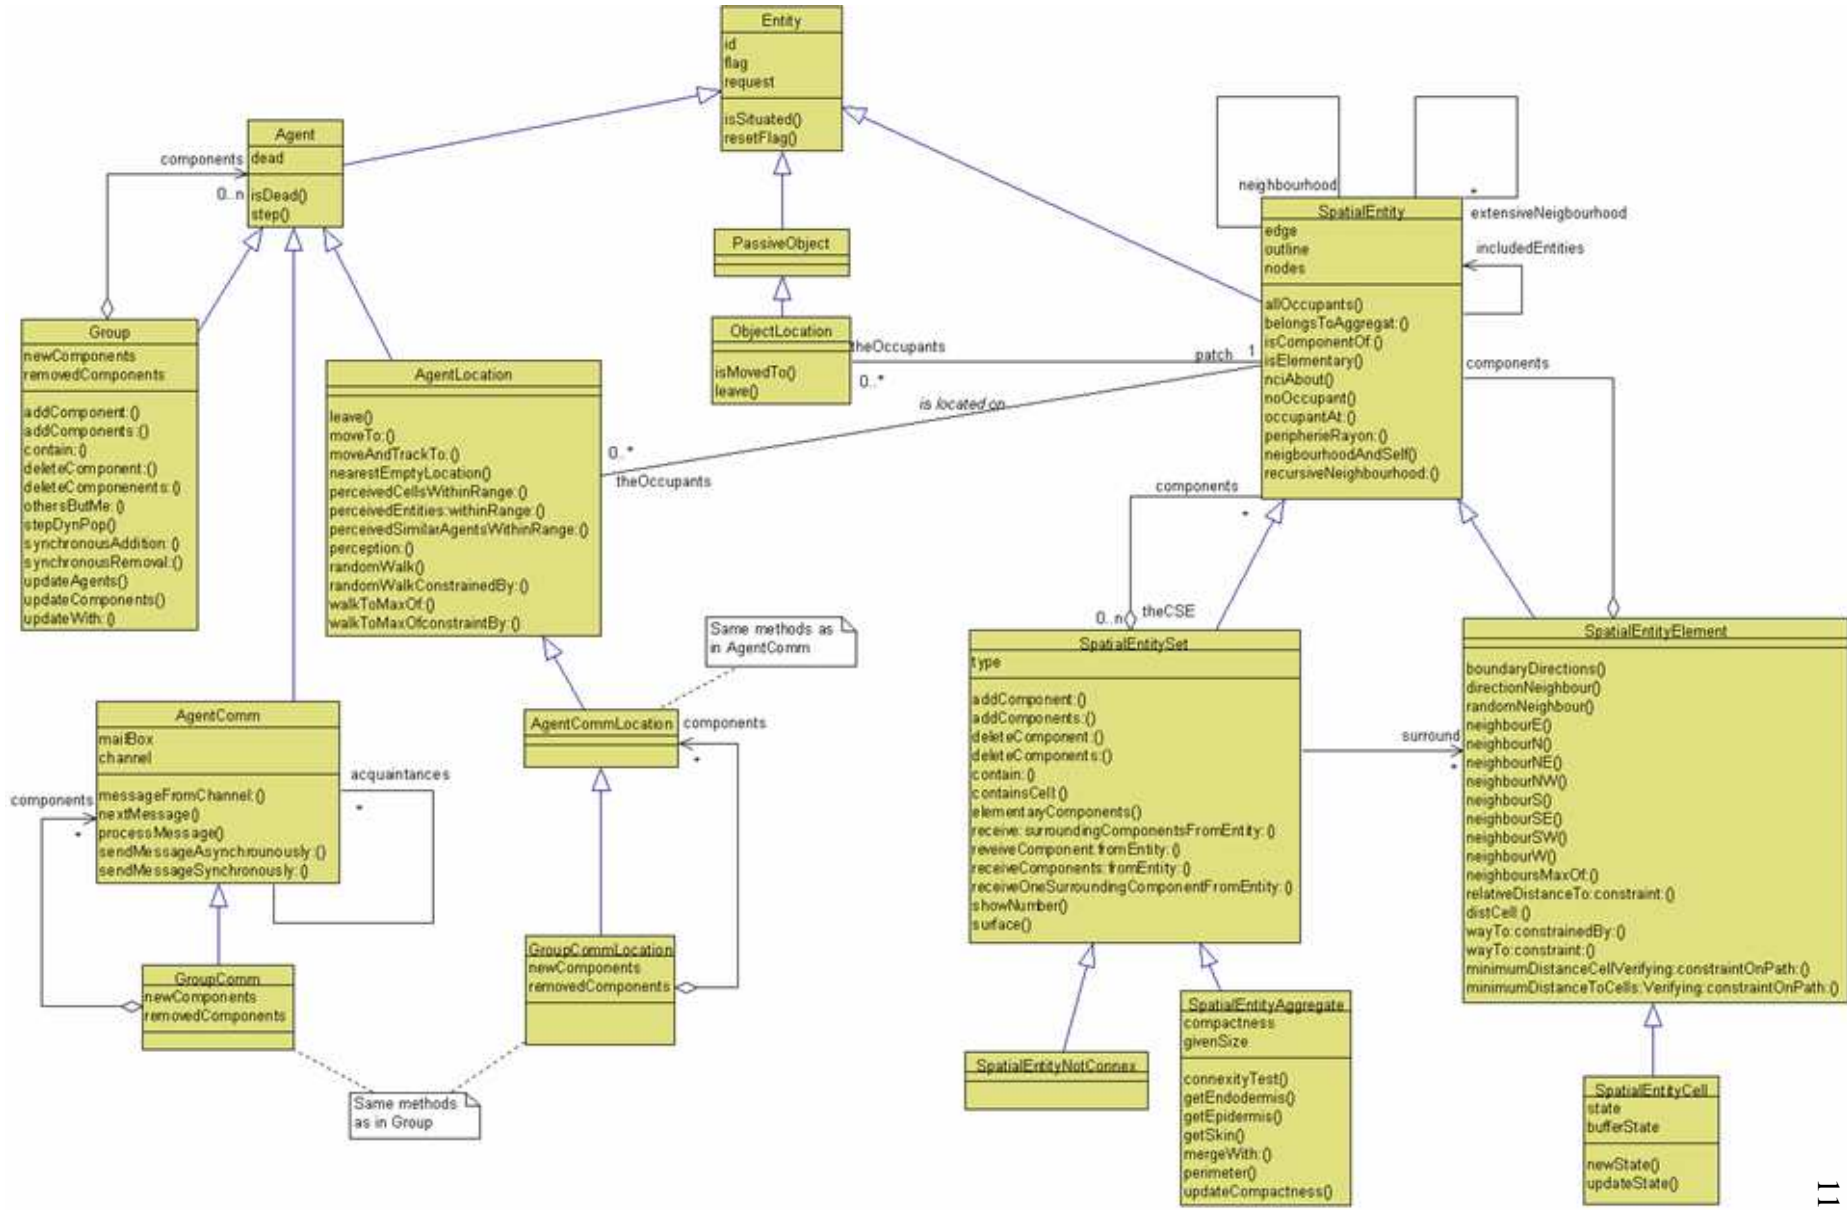 Entity
id
flag
request
isSituated()
resetFlag()
Agent
dead
isDead()
step()
components
0..n
Group
newComponents
removedComponents
addComponent:()
addComponents:()
contain:()
deleteComponent:()
deleteComponenents:()
othersButMe:()
stepDynPop()
synchronousAddition:()
synchronousRemoval:()
updateAgents()
updateComponents()
updateWith:()
AgentLocation
leave()
moveTo:()
moveAndTrackTo:()
nearestEmptyLocation()
perceivedCellsWithinRange:()
perceivedEntities:withinRange:()
perceivedSimilarAgentsWithinRange:()
perception:()
randomWalk()
randomWalkConstrainedBy:()
walkToMaxOf:()
walkToMaxOfconstraintBy:()
PassiveObject
ObjectLocation
isMovedTo()
leave()
theOccupants
0..*
patch
1
is located on
0..*
theOccupants
neighbourhood
*
extensiveNeigbourhood
includedEntities
SpatialEntity
edge
outline
nodes
allOccupants()
belongsToAggregat:()
isComponentOf:()
isElementary()
nciAbout()
noOccupant()
occupantAt:()
peripherieRayon:()
neigbourhoodAndSelf()
recursiveNeighbourhood:()
components
components
*
0..n
theCSE
Same methods as
in AgentComm
AgentComm
mailBox
channel
messageFromChannel:()
nextMessage()
processMessage()
sendMessageAsynchrounously:()
sendMessageSynchronously:()
components
*
acquaintances
*
AgentCommLocation
components
*
GroupComm
newComponents
removedComponents
GroupCommLocation
newComponents
removedComponents
Same methods
as in Group
SpatialEntitySet
type
addComponent:()
addComponents:()
deleteComponent:()
deleteComponents:()
contain:()
containsCell:()
elementaryComponents()
receive:surroundingComponentsFromEntity:()
reveiveComponent:fromEntity:()
receiveComponents:fromEntity:()
receiveOneSurroundingComponentFromEntity:()
showNumber()
surface()
surround
*
SpatialEntityElement
boundaryDirections()
directionNeighbour()
randomNeighbour()
neighbourE()
neighbourN()
neighbourNE()
neighbourNW()
neighbourS()
neighbourSE()
neighbourSW()
neighbourW()
neighboursMaxOf:()
relativeDistanceTo:constraint:()
distCell:()
wayTo:constrainedBy:()
wayTo:constraint:()
minimumDistanceCellVerifying:constraintOnPath:()
minimumDistanceToCells:Verifying:constraintOnPath:()
SpatialEntityNotConnex
SpatialEntityAggregate
compactness
givenSize
connexityTest()
getEndodermis()
getEpidermis()
getSkin()
mergeWith:()
perimeter()
updateCompactness()
SpatialEntityCell
state
bufferState
newState()
updateState()
11